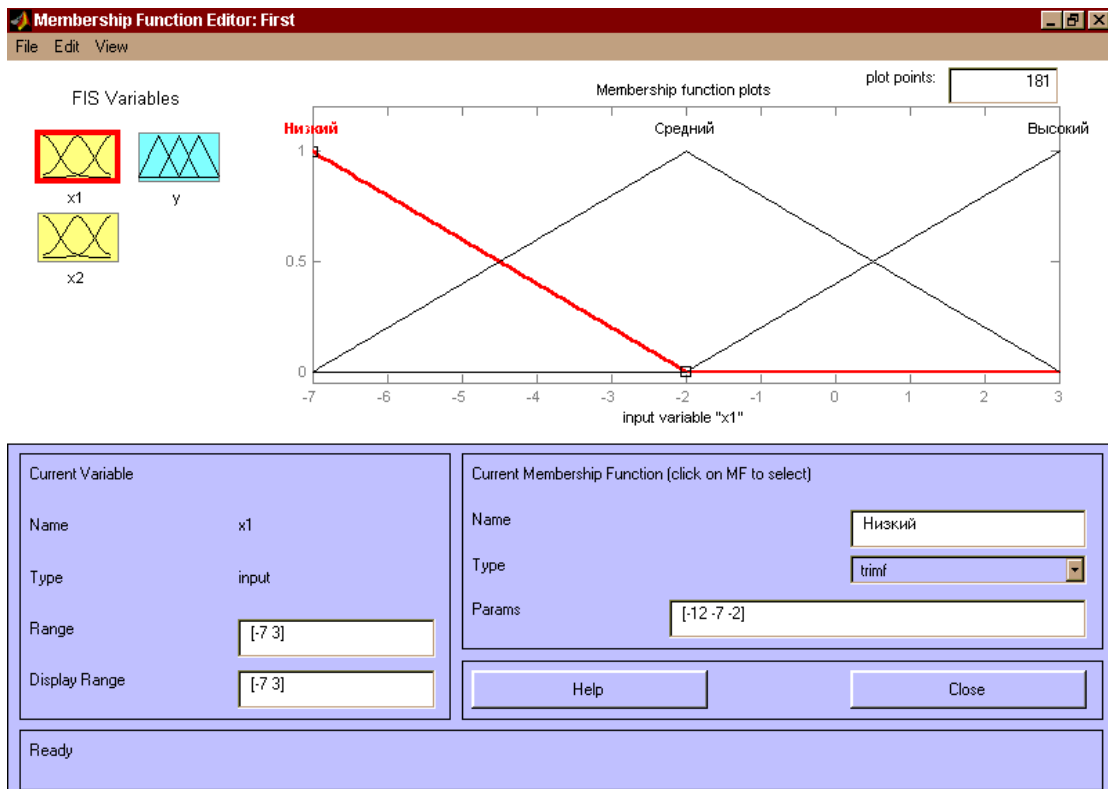 Membership Function Editor: First
File Edit View
FIS Variables
x1
y
x2
plot points:
181
Membership function plots
Низкий
Средний
Высокий
1
0.5
0
-7 -6 -5 -4 -3 -2 -1 0 1 2 3
input variable "x1"
Current Variable
Name x1
Type input
Range [-7 3]
Display Range [-7 3]
Current Membership Function (click on MF to select)
Name Низкий
Type trimf
Params [-12 -7 -2]
Help
Close
Ready